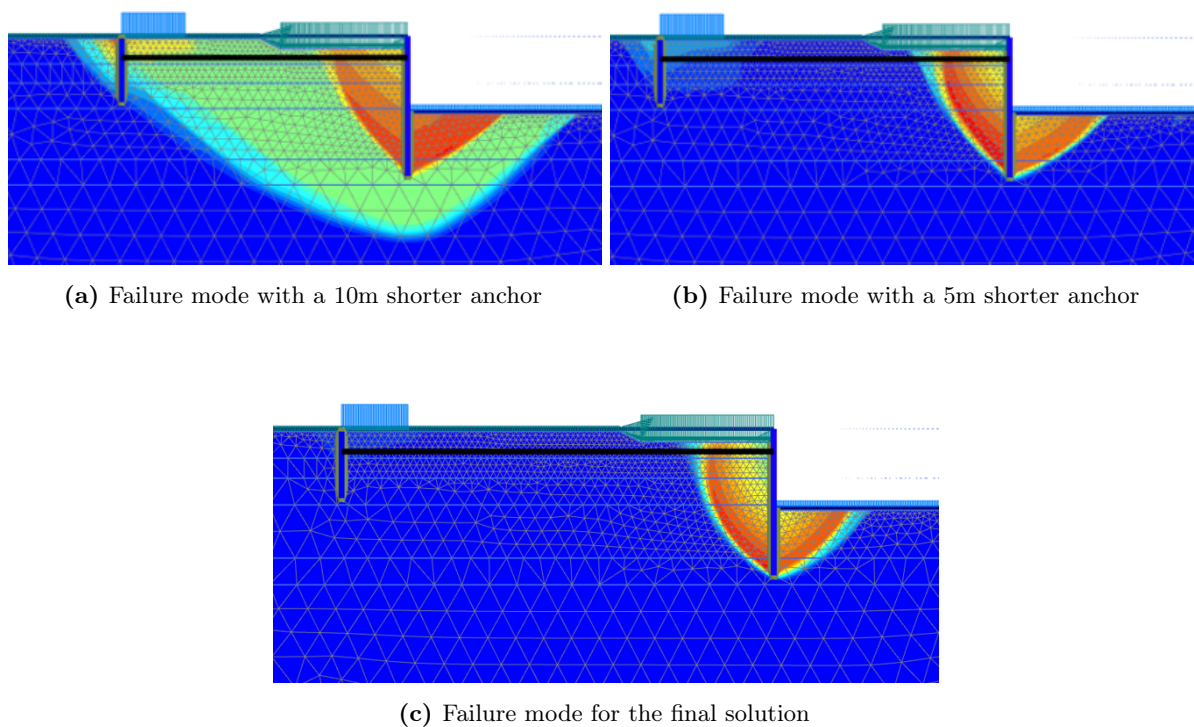 (a) Failure mode with a 10m shorter anchor
(b) Failure mode with a 5m shorter anchor
(c) Failure mode for the final solution